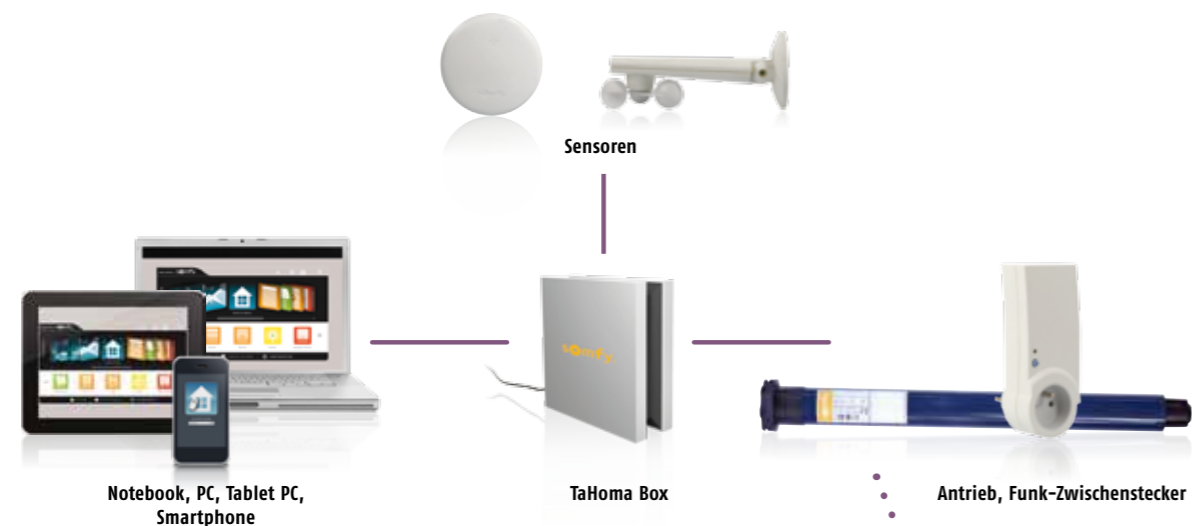 Sensoren
somfy
Notebook, PC, Tablet PC,
Smartphone
TaHoma Box
Antrieb, Funk-Zwischenstecker